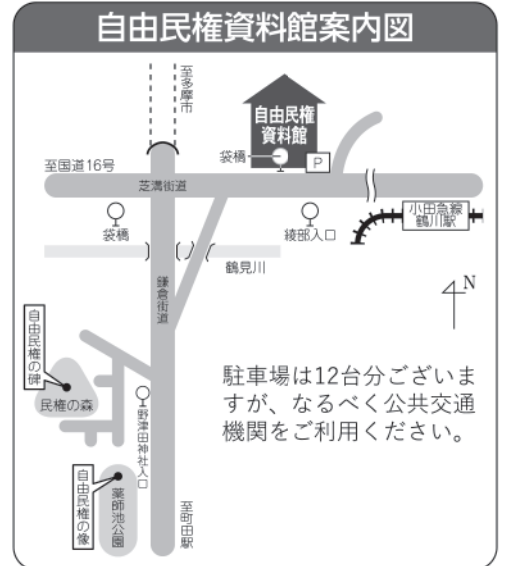 自由民権資料館案内図
至多摩市
自由民権
資料館
袋橋
P
至国道16号
芝溝街道
袋橋
綾部入口
小田急線
鶴川駅
鶴見川
鎌倉街道
N
自由民権の碑
民権の森
野津田神社入口
駐車場は12台分ございま
すが、なるべく公共交通
機関をご利用ください。
自由民権の像
薬師池公園
至町田駅